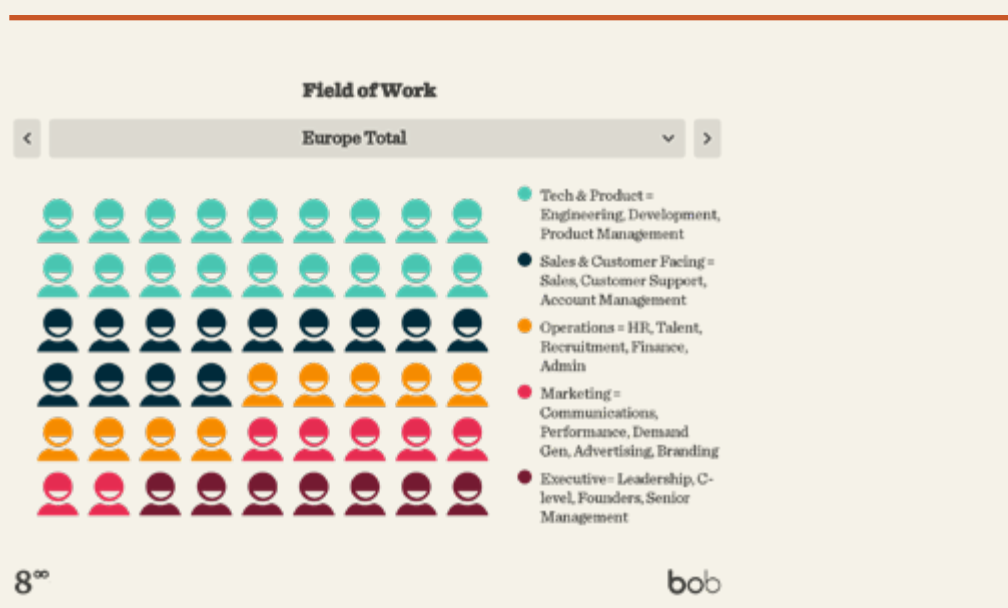 Field of Work
Europe Total
Tech & Product =
Engineering, Development,
Product Management
Sales & Customer Facing =
Sales, Customer Support,
Account Management
Operations = HR, Talent,
Recruitment, Finance,
Admin
Marketing =
Communications,
Performance, Demand
Gen, Advertising, Branding
Executive= Leadership, C-
level, Founders, Senior
Management
8∞
bob